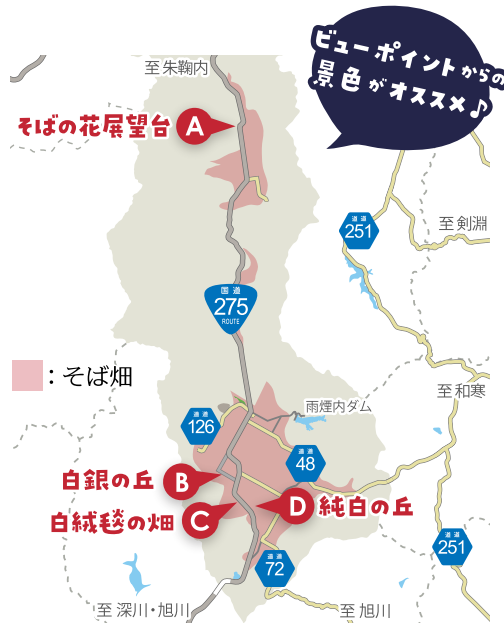 ビューポイントからの
景色がオススメ♪
至 朱鞠内
そばの花展望台 A
道道
251
至 剣淵
国道
275
ROUTE
：そば畑
至 和寒
雨煙内ダム
道道
126
道道
48
白銀の丘 B
白絨毯の畑 C
D 純白の丘
道道
251
道道
72
至 深川・旭川
至 旭川